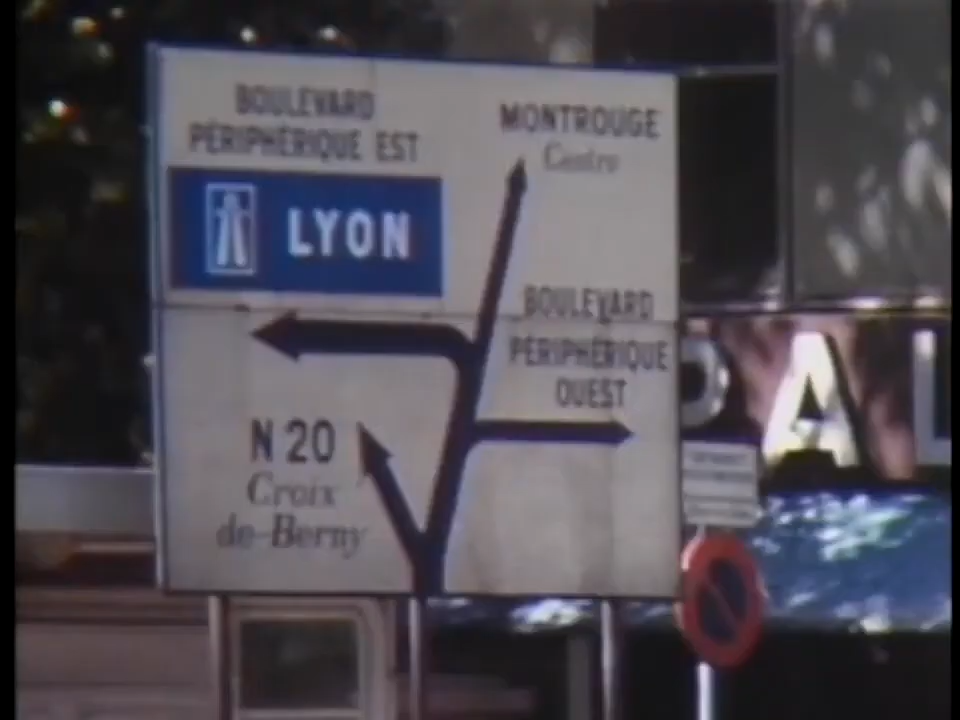 BOULEVARD
PÉRIPHÉRIQUE EST
LYON
MONTROUGE
Centre
BOULEVARD
PÉRIPHÉRIQUE
OUEST
N 20
Croix
de-Berny